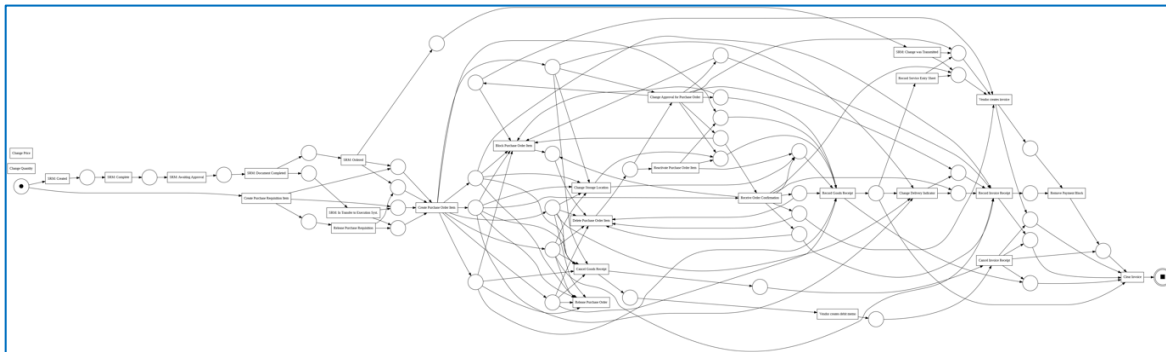 Change Price
Change Quantity
SRM: Created
SRM: Complete
SRM: Awaiting Approval
SRM: Document Completed
SRM: Ordered
Create Purchase Requisition Item
SRM: In Transfer to Execution Syst.
Release Purchase Requisition
Create Purchase Order Item
Block Purchase Order Item
Change Approval for Purchase Order
Reactivate Purchase Order Item
Change Storage Location
Delete Purchase Order Item
Cancel Goods Receipt
Release Purchase Order
Receive Order Confirmation
Vendor creates debit memo
Record Goods Receipt
SRM: Change was Transmitted
Record Service Entry Sheet
Change Delivery Indicator
Vendor creates invoice
Record Invoice Receipt
Cancel Invoice Receipt
Remove Payment Block
Clear Invoice